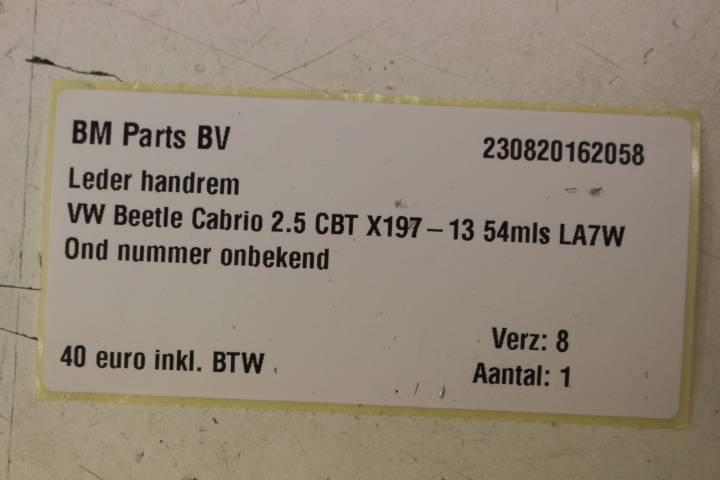 BM Parts BV 230820162058
Leder handrem
VW Beetle Cabrio 2.5 CBT X197-13 54mls LA7W
Ond nummer onbekend
Verz: 8
40 euro inkl. BTW
Aantal: 1